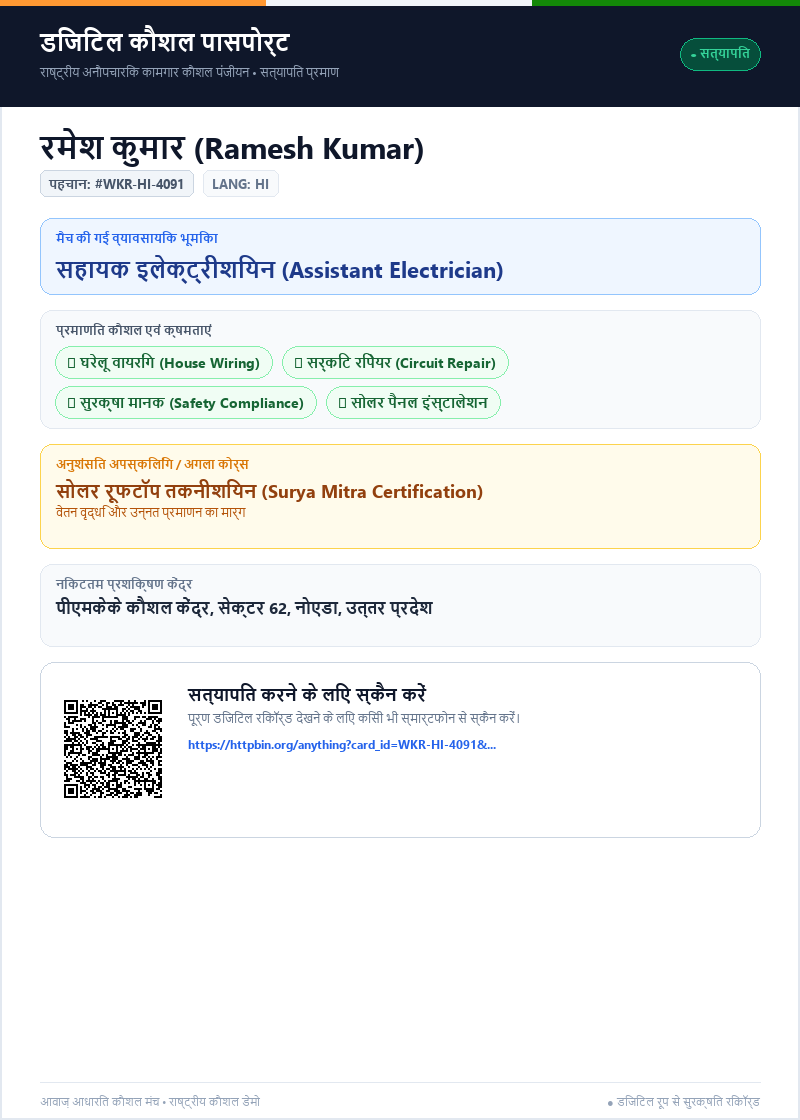 डिजिटल कौशल पासपोर्ट
राष्ट्रीय अनौपचारिक कामगार कौशल पंजीयन • सत्यापित प्रमाण
• सत्यापित
रमेश कुमार (Ramesh Kumar)
पहचान: #WKR-HI-4091 LANG: HI
मैच की गई व्यावसायिक भूमिका
सहायक इलेक्ट्रीशियन (Assistant Electrician)
प्रमाणित कौशल एवं क्षमताएं
घरेलू वायरिंग (House Wiring) सर्किट रिपेयर (Circuit Repair)
सुरक्षा मानक (Safety Compliance) सोलर पैनल इंस्टालेशन
अनुशंसित अपस्किलिंग / अगला कोर्स
सोलर रूफटॉप तकनीशियन (Surya Mitra Certification)
वेतन वृद्धि और उन्नत प्रमाणन का मार्ग
निकटतम प्रशिक्षण केंद्र
पीएमकेके कौशल केंद्र, सेक्टर 62, नोएडा, उत्तर प्रदेश
सत्यापित करने के लिए स्कैन करें
पूर्ण डिजिटल रिकॉर्ड देखने के लिए किसी भी स्मार्टफोन से स्कैन करें।
https://httpbin.org/anything?card_id=WKR-HI-4091&...
आवाज़ आधारित कौशल मंच • राष्ट्रीय कौशल डेमो
• डिजिटल रूप से सुरक्षित रिकॉर्ड